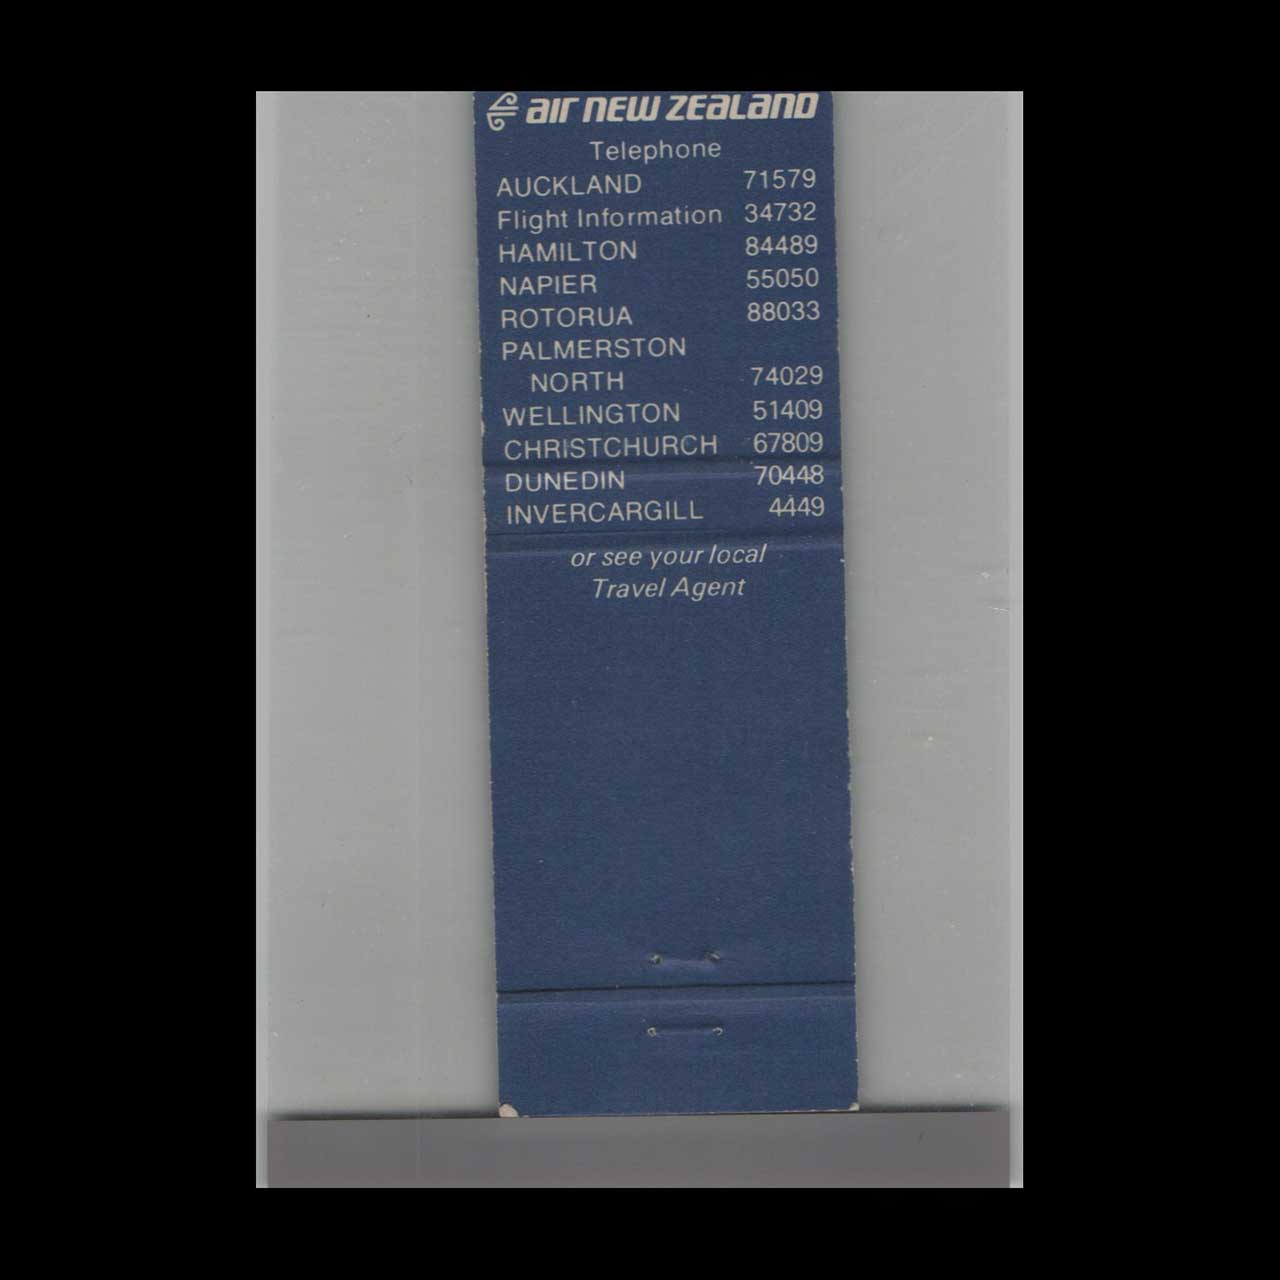 air new zealand
Telephone
AUCKLAND 71579
Flight Information 34732
HAMILTON 84489
NAPIER 55050
ROTORUA 88033
PALMERSTON
NORTH 74029
WELLINGTON 51409
CHRISTCHURCH 67809
DUNEDIN 70448
INVERCARGILL 4449
or see your local
Travel Agent